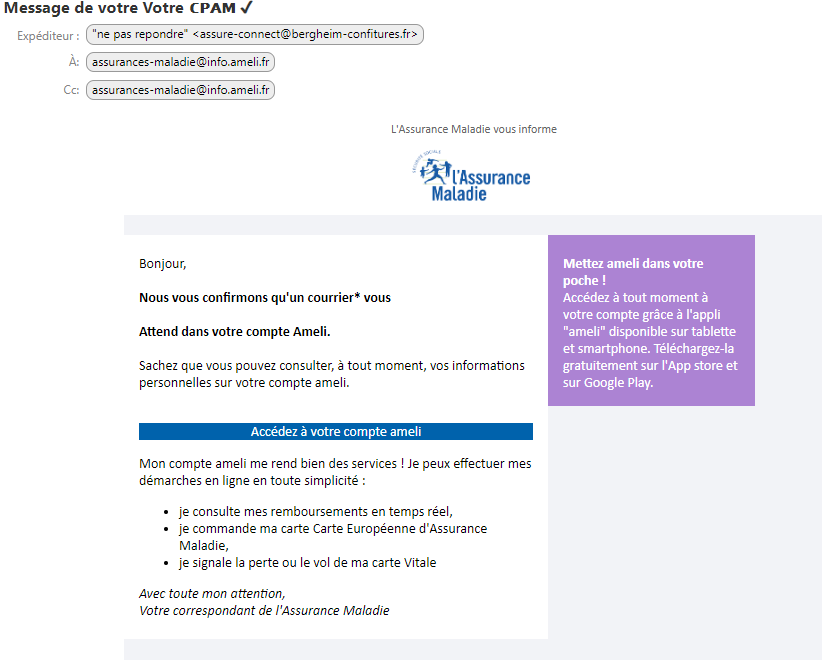 Message de votre Votre CPAM ✓
Expéditeur : "ne pas repondre" <assure-connect@bergheim-confitures.fr>
À: assurances-maladie@info.ameli.fr
Cc: assurances-maladie@info.ameli.fr
L'Assurance Maladie vous informe
SÉCURITÉ SOCIALE
l'Assurance
Maladie
Bonjour,
Nous vous confirmons qu'un courrier* vous
Attend dans votre compte Ameli.
Sachez que vous pouvez consulter, à tout moment, vos informations
personnelles sur votre compte ameli.
Accédez à votre compte ameli
Mon compte ameli me rend bien des services ! Je peux effectuer mes
démarches en ligne en toute simplicité :
• je consulte mes remboursements en temps réel,
• je commande ma carte Carte Européenne d'Assurance
Maladie,
• je signale la perte ou le vol de ma carte Vitale
Avec toute mon attention,
Votre correspondant de l'Assurance Maladie
Mettez ameli dans votre
poche !
Accédez à tout moment à
votre compte grâce à l'appli
"ameli" disponible sur tablette
et smartphone. Téléchargez-la
gratuitement sur l'App store et
sur Google Play.